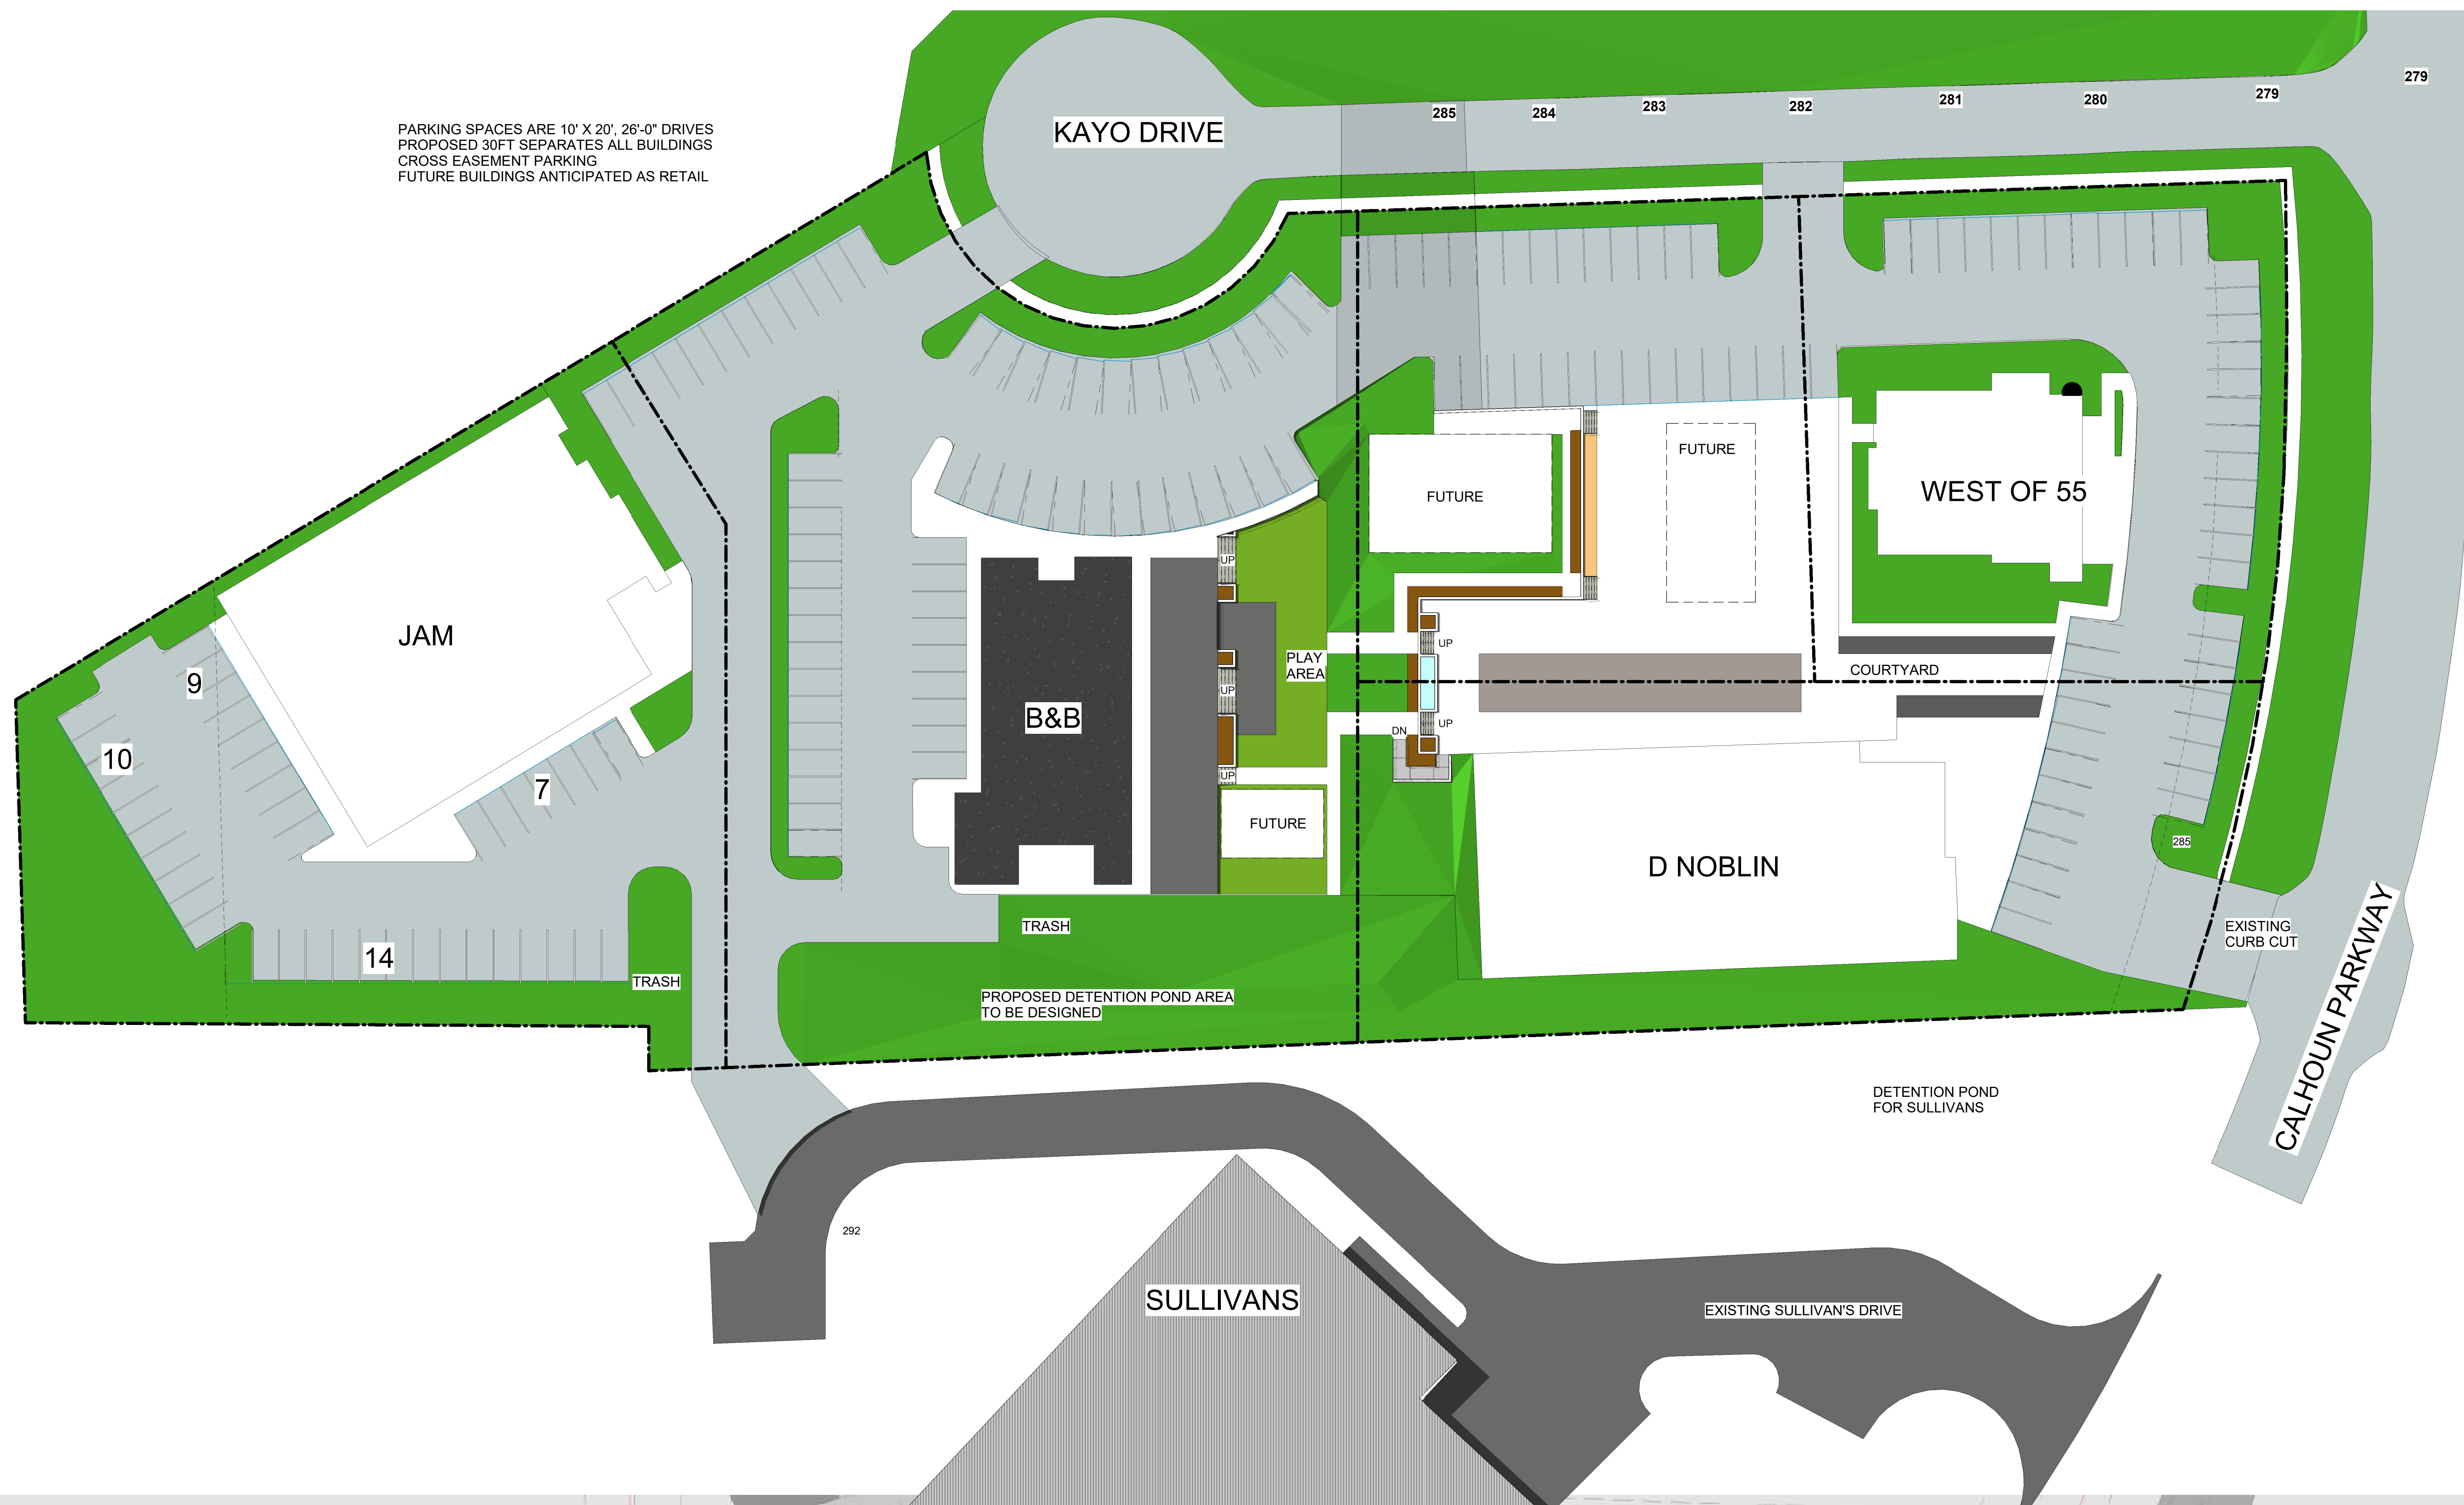 279
279
280
281
282
283
284
285
KAYO DRIVE
PARKING SPACES ARE 10' X 20', 26'-0" DRIVES
PROPOSED 30FT SEPARATES ALL BUILDINGS
CROSS EASEMENT PARKING
FUTURE BUILDINGS ANTICIPATED AS RETAIL
FUTURE
FUTURE
WEST OF 55
UP
JAM
UP
PLAY
AREA
COURTYARD
9
UP
B&B
UP
DN
10
7
UP
FUTURE
285
D NOBLIN
TRASH
EXISTING
CURB CUT
14
TRASH
PROPOSED DETENTION POND AREA
TO BE DESIGNED
CALHOUN PARKWAY
DETENTION POND
FOR SULLIVANS
292
SULLIVANS
EXISTING SULLIVAN'S DRIVE